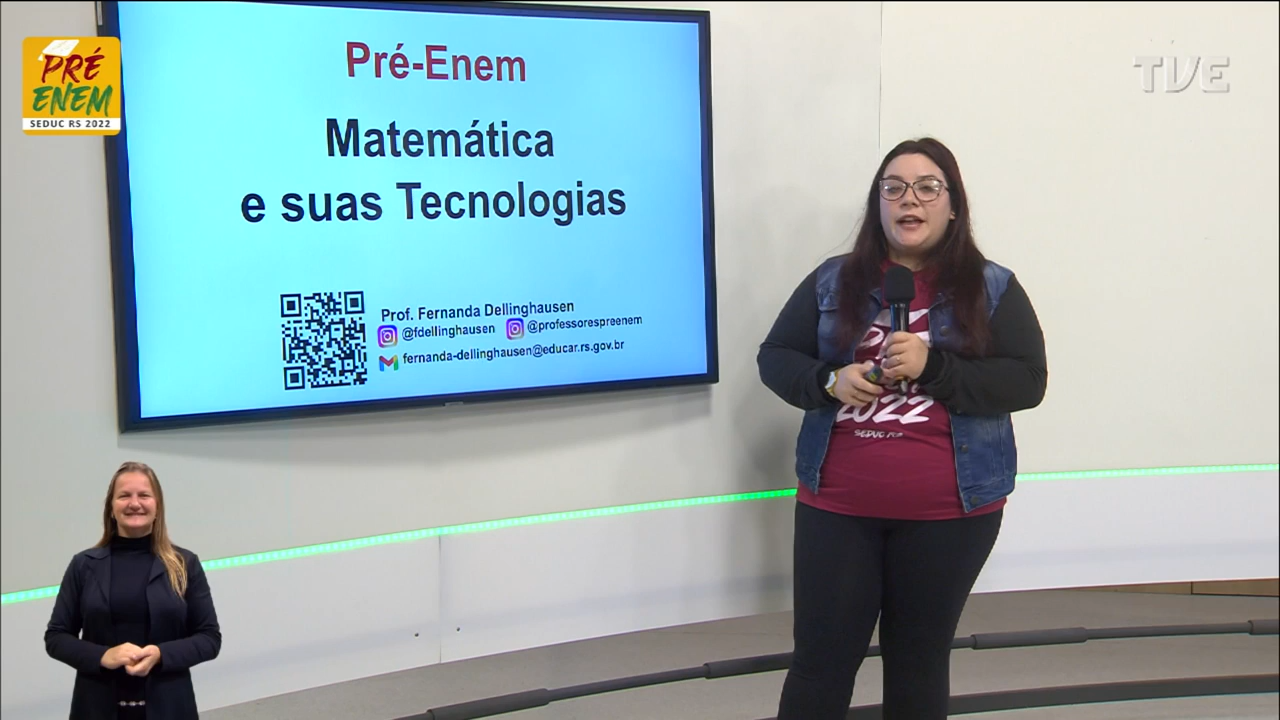 PRÉ
ENEM
SEDUC RS 2022
TVE
Pré-Enem
Matemática
e suas Tecnologias
Prof. Fernanda Dellinghausen
@fdellinghausen @professorespreenem
fernanda-dellinghausen@educar.rs.gov.br
2022